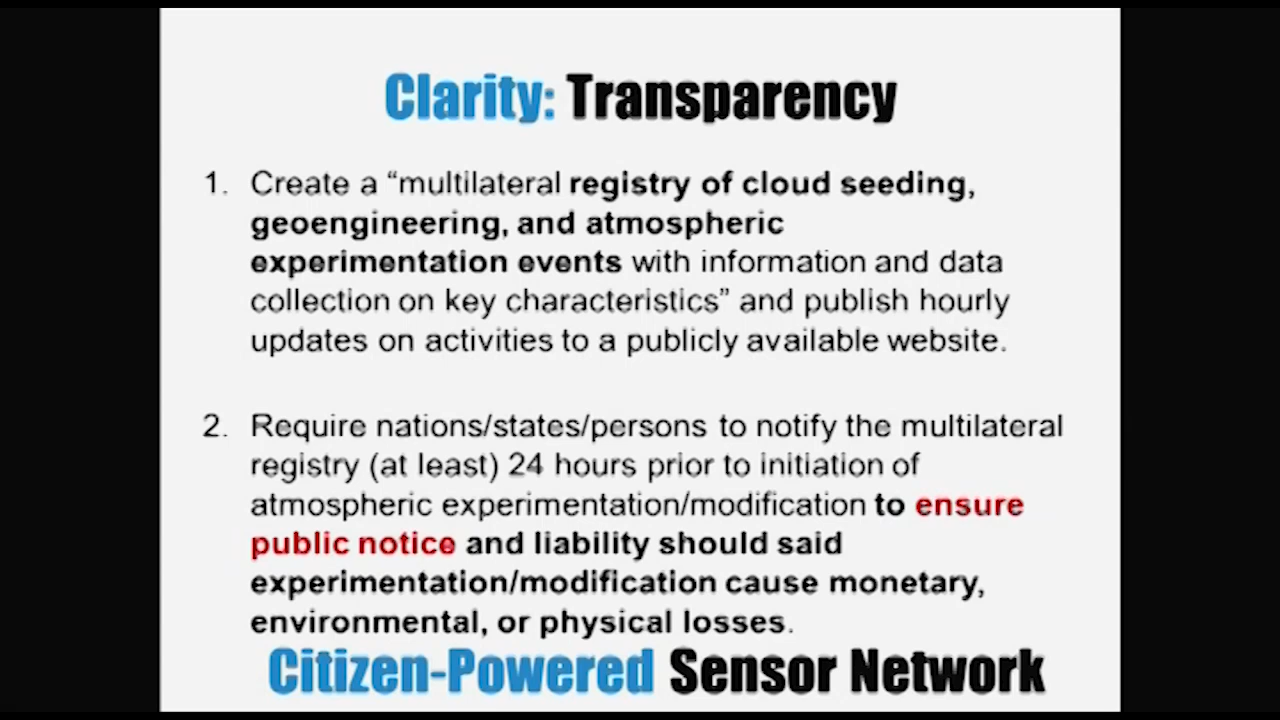 Clarity: Transparency
1. Create a “multilateral registry of cloud seeding,
geoengineering, and atmospheric
experimentation events with information and data
collection on key characteristics” and publish hourly
updates on activities to a publicly available website.
2. Require nations/states/persons to notify the multilateral
registry (at least) 24 hours prior to initiation of
atmospheric experimentation/modification to ensure
public notice and liability should said
experimentation/modification cause monetary,
environmental, or physical losses.
Citizen-Powered Sensor Network